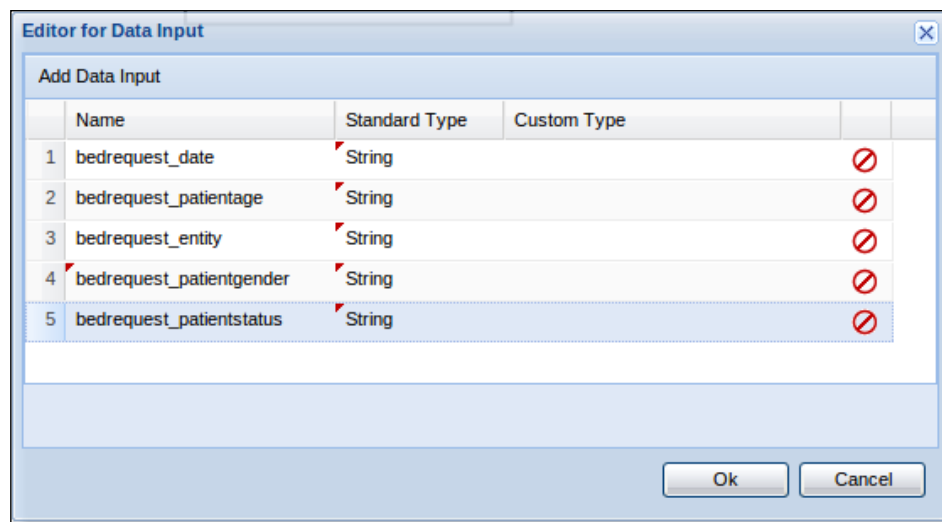 Editor for Data Input
Add Data Input
Name Standard Type Custom Type
1 bedrequest_date String
2 bedrequest_patientage String
3 bedrequest_entity String
4 bedrequest_patientgender String
5 bedrequest_patientstatus String
Ok Cancel